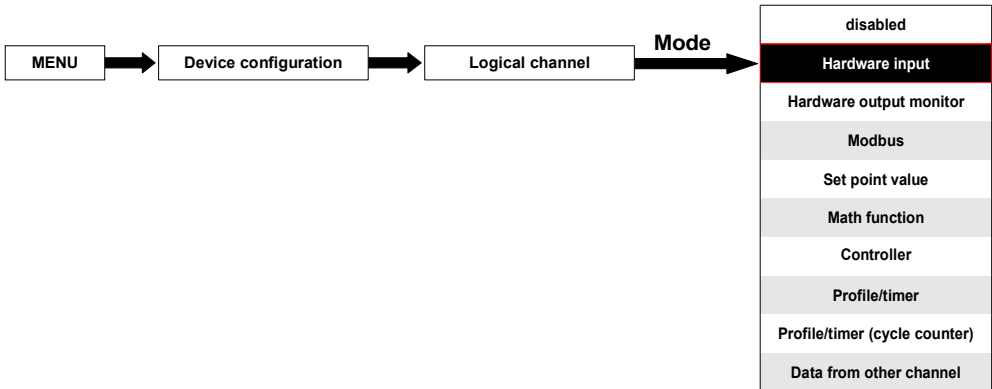 MENU
Device configuration
Logical channel
Mode
disabled
Hardware input
Hardware output monitor
Modbus
Set point value
Math function
Controller
Profile/timer
Profile/timer (cycle counter)
Data from other channel